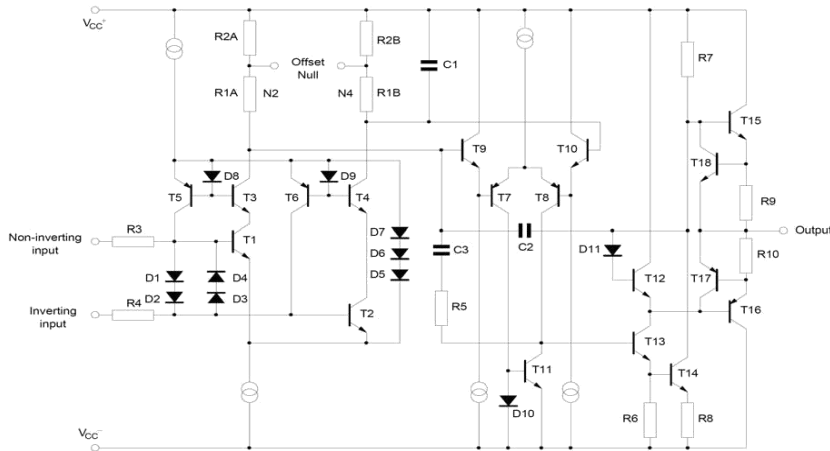 VCC+
R2A
R2B
R7
C1
Offset
Null
R1A
N2
N4
R1B
T15
T9
T10
T18
D8
D9
T5
T3
T6
T4
T7
T8
R9
R3
Non-inverting
input
T1
D7
D6
D5
C3
C2
D11
Output
R10
D1
D2
D4
D3
T12
T17
Inverting
input
R4
T2
R5
T16
T13
T11
T14
D10
R6
R8
VCC-